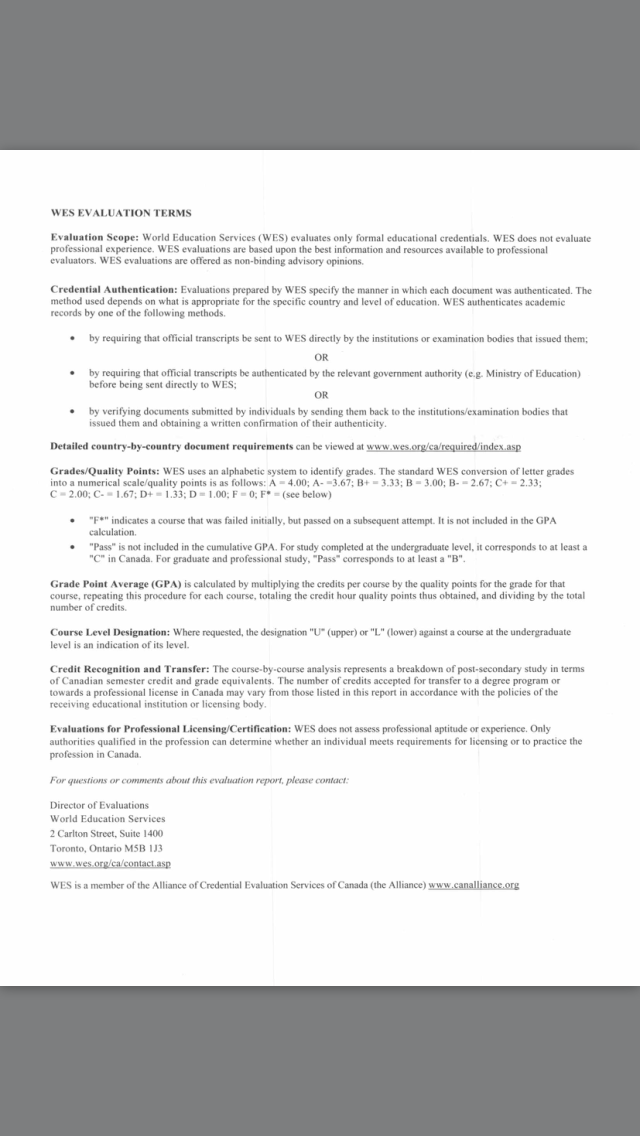 WES EVALUATION TERMS
Evaluation Scope: World Education Services (WES) evaluates only formal educational credentials. WES does not evaluate
professional experience. WES evaluations are based upon the best information and resources available to professional
evaluators. WES evaluations are offered as non-binding advisory opinions.
Credential Authentication: Evaluations prepared by WES specify the manner in which each document was authenticated. The
method used depends on what is appropriate for the specific country and level of education. WES authenticates academic
records by one of the following methods.
• by requiring that official transcripts be sent to WES directly by the institutions or examination bodies that issued them;
OR
• by requiring that official transcripts be authenticated by the relevant government authority (e.g. Ministry of Education)
before being sent directly to WES;
OR
• by verifying documents submitted by individuals by sending them back to the institutions/examination bodies that
issued them and obtaining a written confirmation of their authenticity.
Detailed country-by-country document requirements can be viewed at www.wes.org/ca/required/index.asp
Grades/Quality Points: WES uses an alphabetic system to identify grades. The standard WES conversion of letter grades
into a numerical scale/quality points is as follows: A = 4.00; A- =3.67; B+ = 3.33; B = 3.00; B- = 2.67; C+ = 2.33;
C = 2.00; C- = 1.67; D+ = 1.33; D = 1.00; F = 0; F* = (see below)
• "F*" indicates a course that was failed initially, but passed on a subsequent attempt. It is not included in the GPA
calculation.
• "Pass" is not included in the cumulative GPA. For study completed at the undergraduate level, it corresponds to at least a
"C" in Canada. For graduate and professional study, "Pass" corresponds to at least a "B".
Grade Point Average (GPA) is calculated by multiplying the credits per course by the quality points for the grade for that
course, repeating this procedure for each course, totaling the credit hour quality points thus obtained, and dividing by the total
number of credits.
Course Level Designation: Where requested, the designation "U" (upper) or "L" (lower) against a course at the undergraduate
level is an indication of its level.
Credit Recognition and Transfer: The course-by-course analysis represents a breakdown of post-secondary study in terms
of Canadian semester credit and grade equivalents. The number of credits accepted for transfer to a degree program or
towards a professional license in Canada may vary from those listed in this report in accordance with the policies of the
receiving educational institution or licensing body.
Evaluations for Professional Licensing/Certification: WES does not assess professional aptitude or experience. Only
authorities qualified in the profession can determine whether an individual meets requirements for licensing or to practice the
profession in Canada.
For questions or comments about this evaluation report, please contact:
Director of Evaluations
World Education Services
2 Carlton Street, Suite 1400
Toronto, Ontario M5B 1J3
www.wes.org/ca/contact.asp
WES is a member of the Alliance of Credential Evaluation Services of Canada (the Alliance) www.canalliance.org